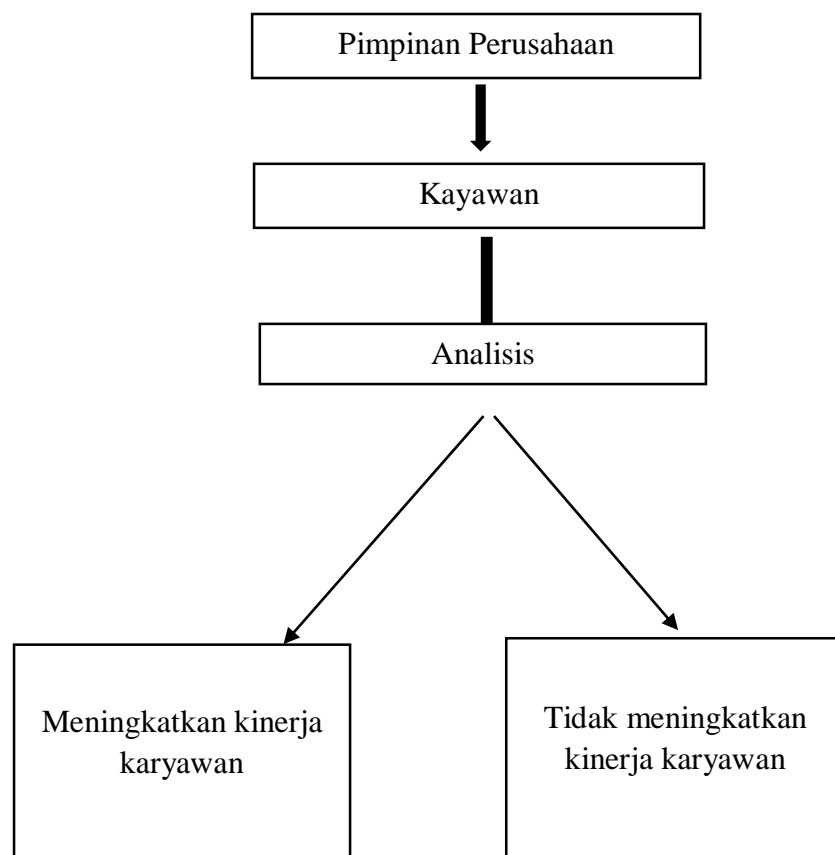 Pimpinan Perusahaan
Kayawan
Analisis
Meningkatkan kinerja
karyawan
Tidak meningkatkan
kinerja karyawan